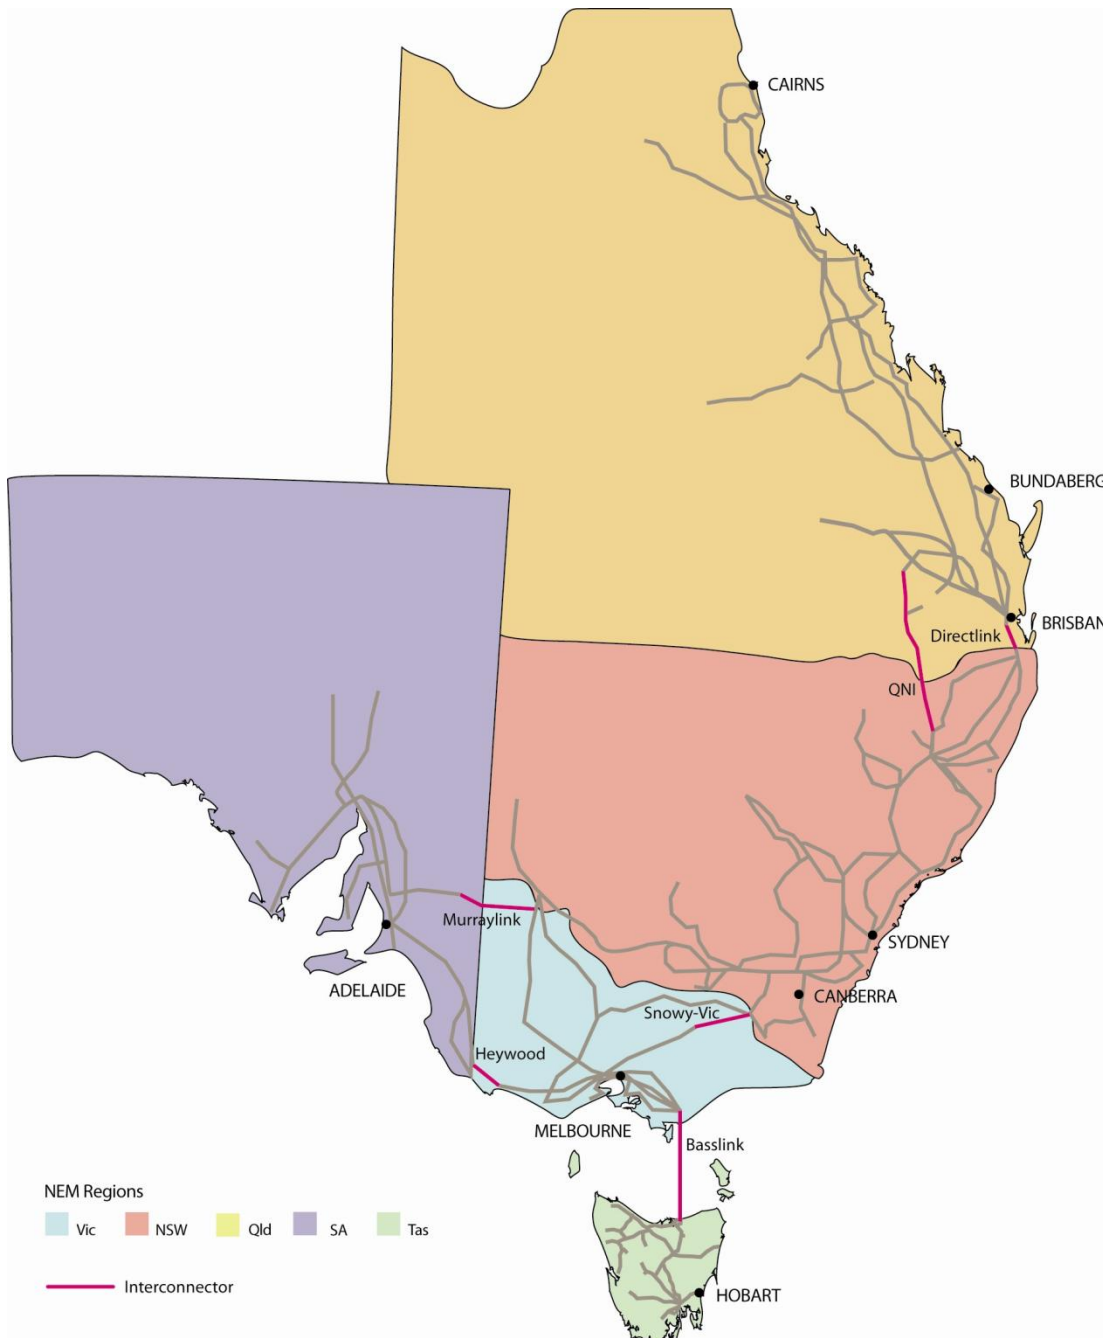 CAIRNS
BUNDABERG
BRISBAN
Directlink
QNI
Murraylink
SYDNEY
ADELAIDE
CANBERRA
Snowy-Vic
Heywood
MELBOURNE
Basslink
NEM Regions
Vic NSW Qld SA Tas
Interconnector
HOBART